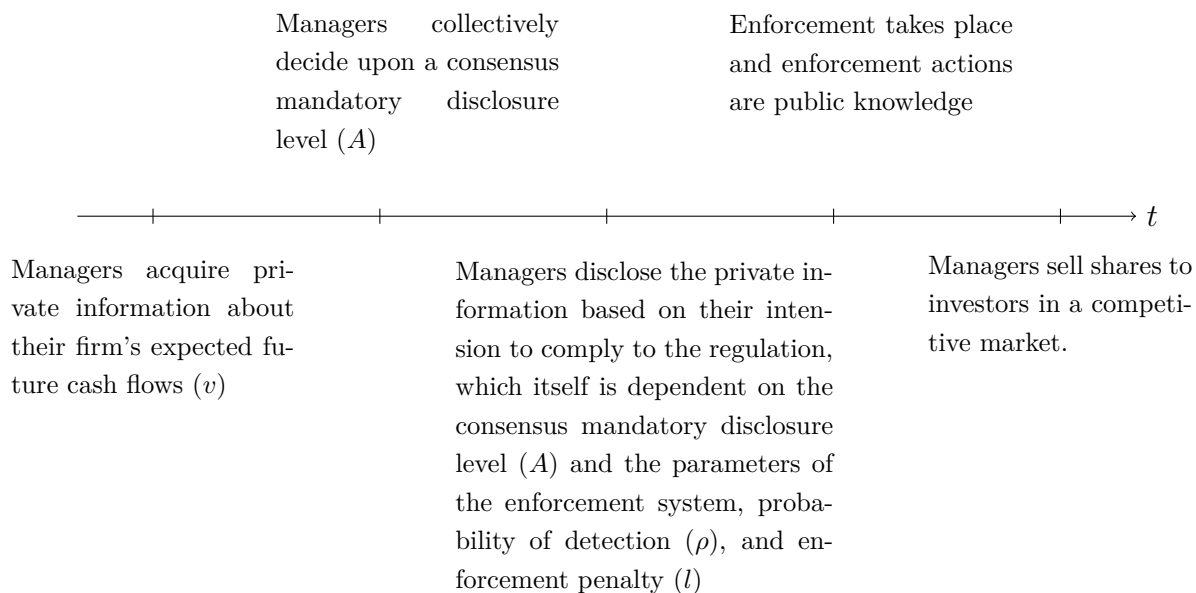 Managers collectively
decide upon a consensus
mandatory disclosure
level (A)
Enforcement takes place
and enforcement actions
are public knowledge
t
Managers acquire pri-
vate information about
their firm's expected fu-
ture cash flows (v)
Managers disclose the private in-
formation based on their inten-
sion to comply to the regulation,
which itself is dependent on the
consensus mandatory disclosure
level (A) and the parameters of
the enforcement system, proba-
bility of detection (ρ), and en-
forcement penalty (l)
Managers sell shares to
investors in a competi-
tive market.